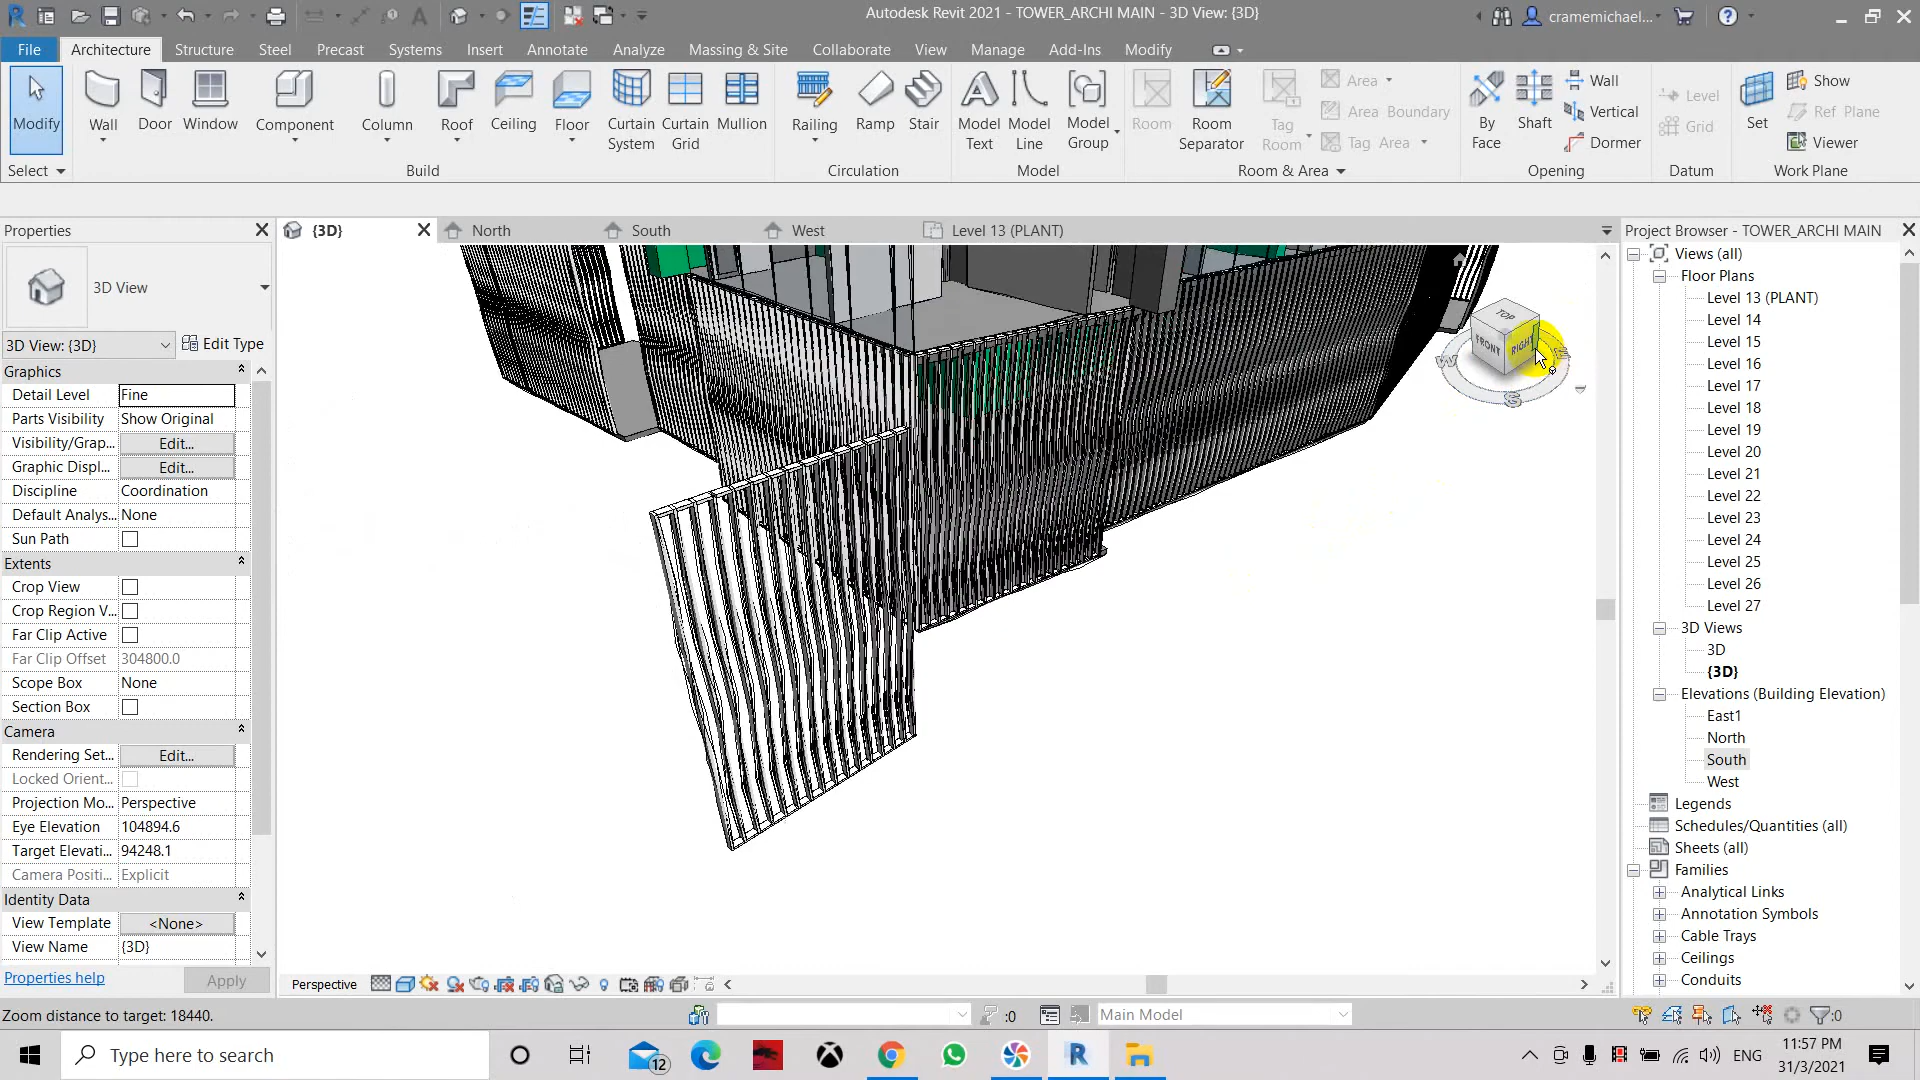 Autodesk Revit 2021 - TOWER_ARCHI MAIN - 3D View: {3D}
cramemichael...
File
Architecture
Structure
Steel
Precast
Systems
Insert
Annotate
Analyze
Massing & Site
Collaborate
View
Manage
Add-Ins
Modify
Modify
Wall
Door
Window
Component
Column
Roof
Ceiling
Floor
Curtain System
Curtain Grid
Mullion
Railing
Ramp
Stair
Model Text
Model Line
Model Group
Room
Room Separator
Tag Room
Area
Area Boundary
Tag Area
By Face
Shaft
Wall
Vertical
Dormer
Level
Grid
Set
Show
Ref Plane
Viewer
Select
Build
Circulation
Model
Room & Area
Opening
Datum
Work Plane
Properties
{3D}
North
South
West
Level 13 (PLANT)
Project Browser - TOWER_ARCHI MAIN
3D View
3D View: {3D}
Edit Type
Graphics
Detail Level Fine
Parts Visibility Show Original
Visibility/Grap... Edit...
Graphic Displ... Edit...
Discipline Coordination
Default Analys... None
Sun Path
Extents
Crop View
Crop Region V...
Far Clip Active
Far Clip Offset 304800.0
Scope Box None
Section Box
Camera
Rendering Set... Edit...
Locked Orient...
Projection Mo... Perspective
Eye Elevation 104894.6
Target Elevati... 94248.1
Camera Positi... Explicit
Identity Data
View Template <None>
View Name {3D}
Properties help
Apply
TOP
FRONT
RIGHT
W
S
E
Views (all)
Floor Plans
Level 13 (PLANT)
Level 14
Level 15
Level 16
Level 17
Level 18
Level 19
Level 20
Level 21
Level 22
Level 23
Level 24
Level 25
Level 26
Level 27
3D Views
3D
{3D}
Elevations (Building Elevation)
East1
North
South
West
Legends
Schedules/Quantities (all)
Sheets (all)
Families
Analytical Links
Annotation Symbols
Cable Trays
Ceilings
Conduits
Perspective
Zoom distance to target: 18440.
:0
Main Model
:0
Type here to search
12
ENG
11:57 PM
31/3/2021